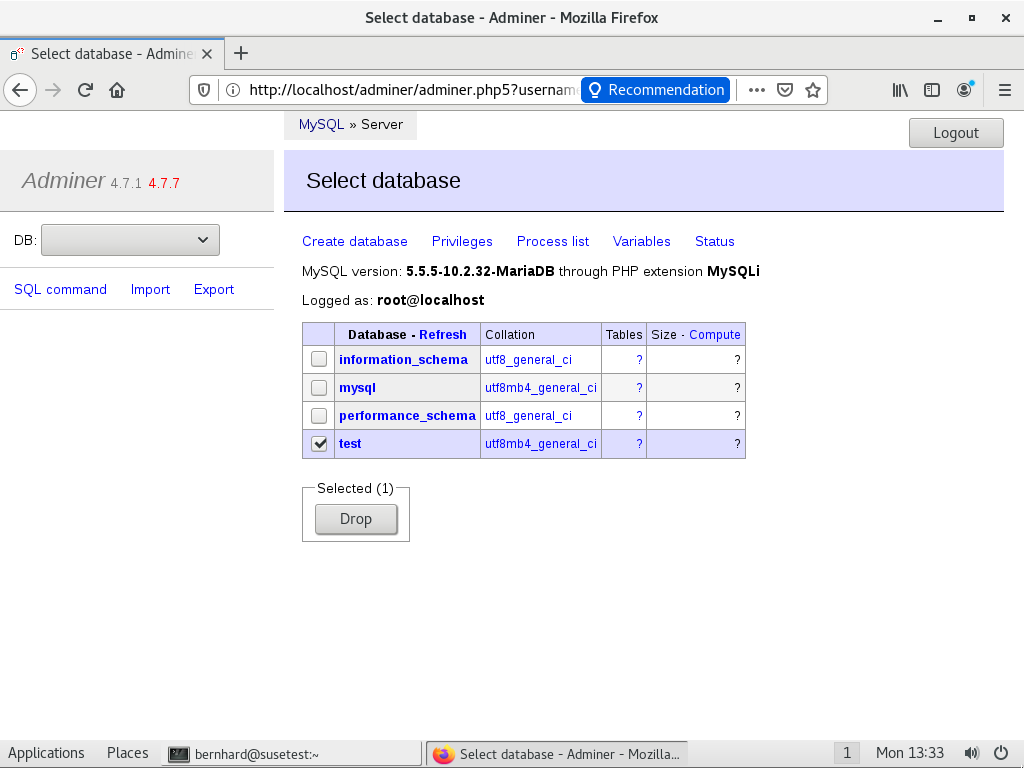 Select database - Adminer - Mozilla Firefox
Select database - Admine
http://localhost/adminer/adminer.php5?usernam
Recommendation
MySQL » Server
Logout
Adminer 4.7.1 4.7.7
Select database
DB:
Create database Privileges Process list Variables Status
SQL command Import Export
MySQL version: 5.5.5-10.2.32-MariaDB through PHP extension MySQLi
Logged as: root@localhost
Database - Refresh Collation Tables Size - Compute
information_schema utf8_general_ci ? ?
mysql utf8mb4_general_ci ? ?
performance_schema utf8_general_ci ? ?
test utf8mb4_general_ci ? ?
Selected (1)
Drop
Applications Places bernhard@susetest:~ Select database - Adminer - Mozilla... 1 Mon 13:33